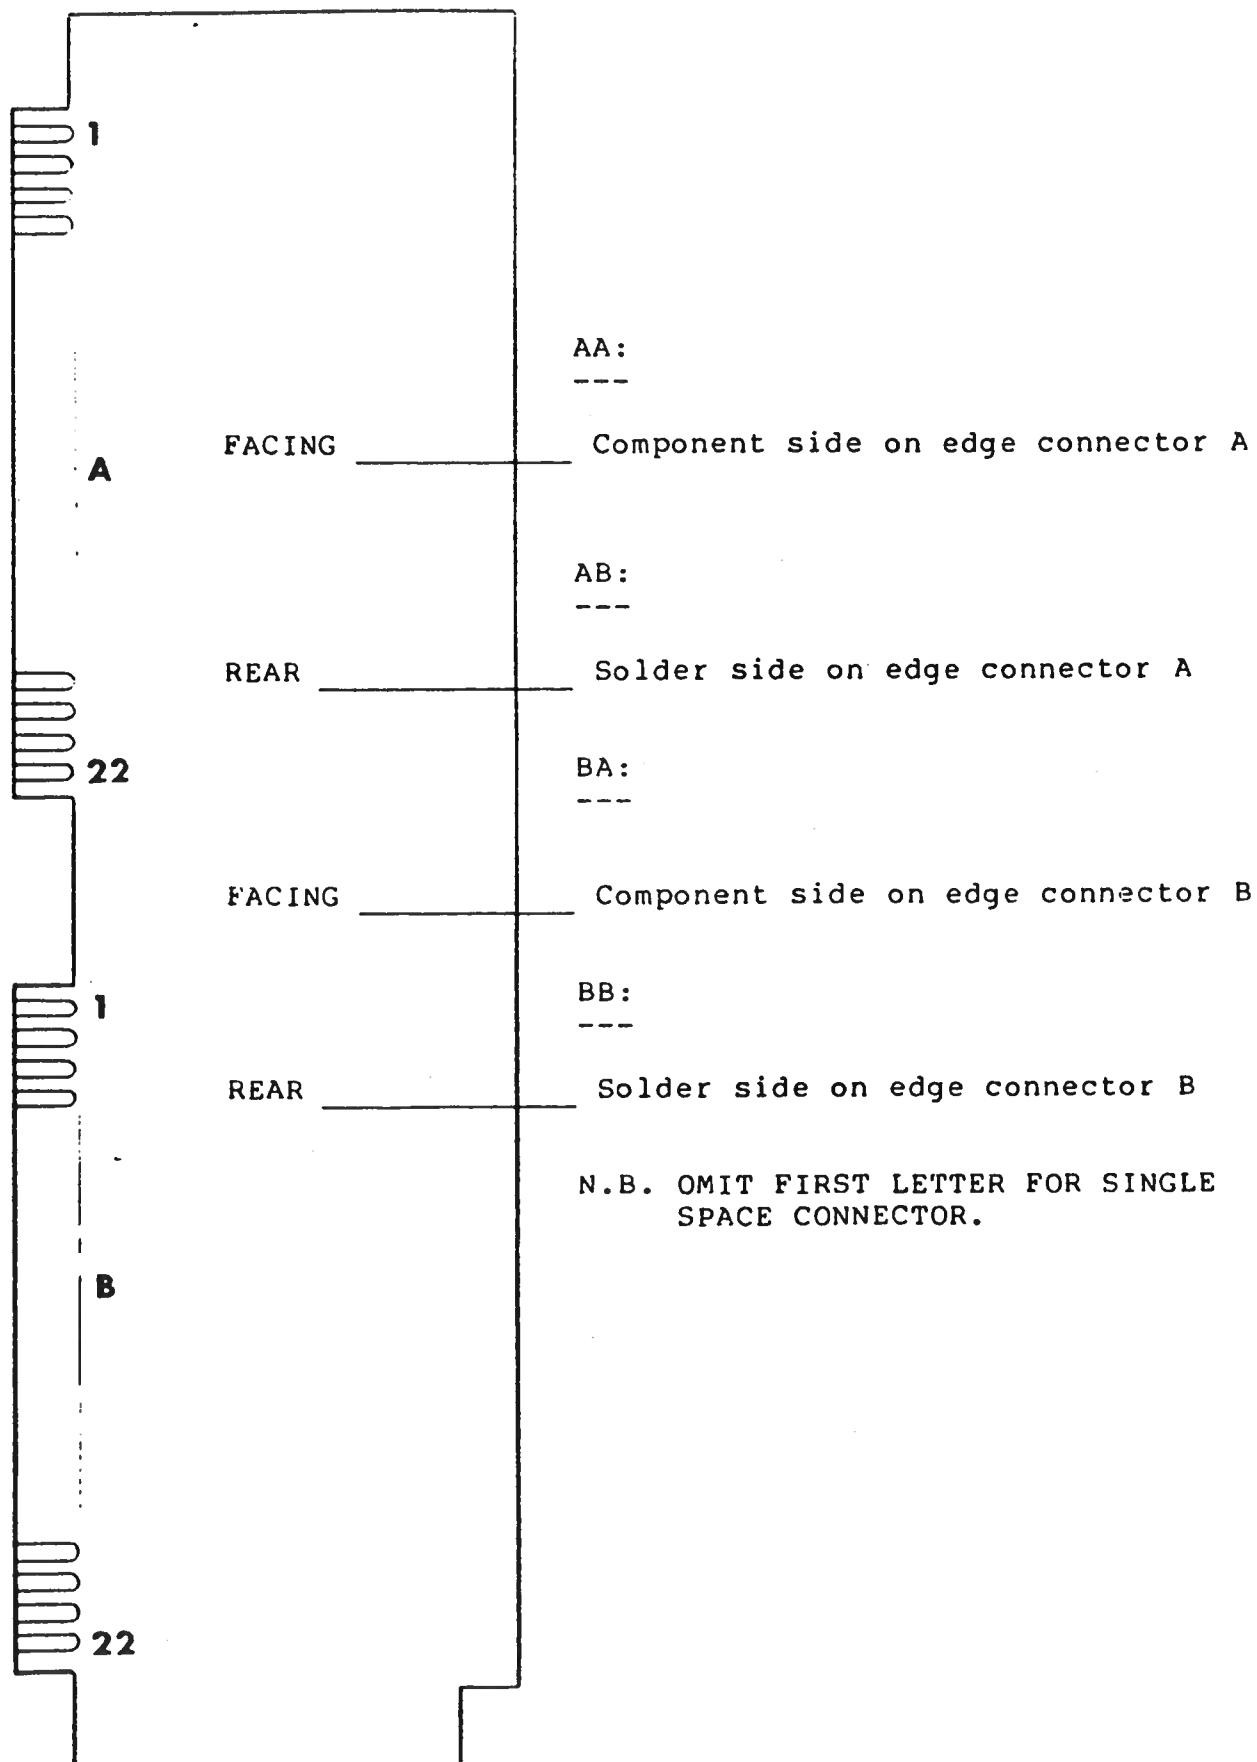 1
AA:
---
FACING Component side on edge connector A
A
AB:
---
REAR Solder side on edge connector A
22
BA:
---
FACING Component side on edge connector B
1
BB:
---
REAR Solder side on edge connector B
N.B. OMIT FIRST LETTER FOR SINGLE
SPACE CONNECTOR.
B
22